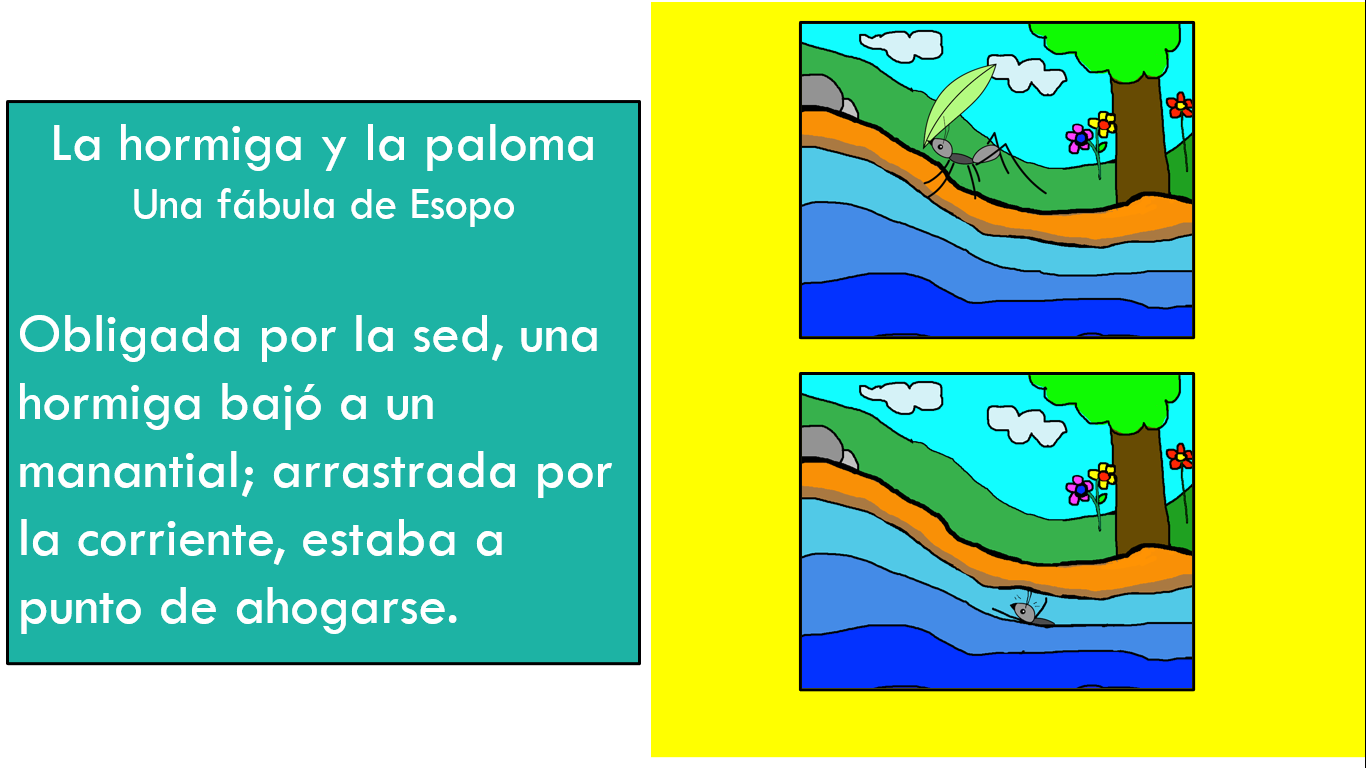 La hormiga y la paloma
Una fábula de Esopo
Obligada por la sed, una
hormiga bajó a un
manantial; arrastrada por
la corriente, estaba a
punto de ahogarse.